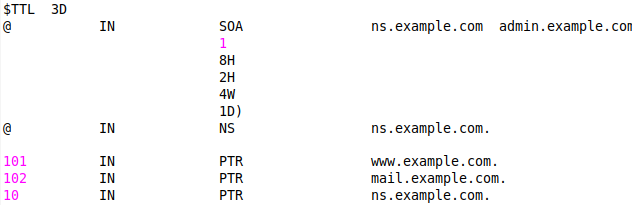 $TTL 3D
@ IN SOA ns.example.com admin.example.com
1
8H
2H
4W
1D)
@ IN NS ns.example.com.
101 IN PTR www.example.com.
102 IN PTR mail.example.com.
10 IN PTR ns.example.com.